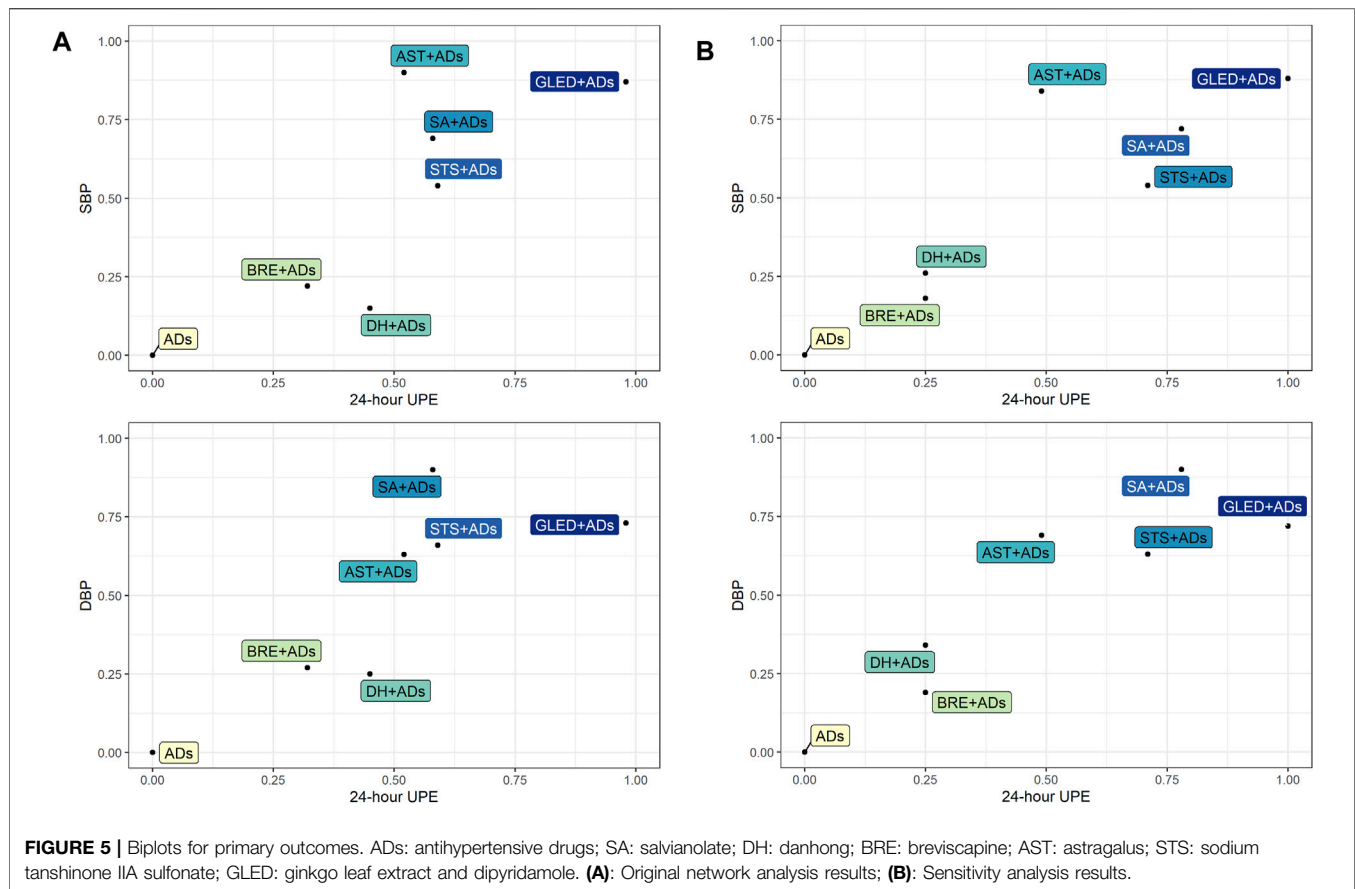 A
1.00
0.75
0.50
0.25
0.00
SBP
AST+ADs
GLED+ADs
SA+ADs
STS+ADs
BRE+ADs
DH+ADs
ADs
0.00 0.25 0.50 0.75 1.00
24-hour UPE
1.00
0.75
0.50
0.25
0.00
DBP
SA+ADs
STS+ADs
GLED+ADs
AST+ADs
BRE+ADs
DH+ADs
ADs
0.00 0.25 0.50 0.75 1.00
24-hour UPE
B
1.00
0.75
0.50
0.25
0.00
SBP
AST+ADs
GLED+ADs
SA+ADs
STS+ADs
DH+ADs
BRE+ADs
ADs
0.00 0.25 0.50 0.75 1.00
24-hour UPE
1.00
0.75
0.50
0.25
0.00
DBP
SA+ADs
GLED+ADs
STS+ADs
AST+ADs
DH+ADs
BRE+ADs
ADs
0.00 0.25 0.50 0.75 1.00
24-hour UPE
FIGURE 5 | Biplots for primary outcomes. ADs: antihypertensive drugs; SA: salvianolate; DH: danhong; BRE: breviscapine; AST: astragalus; STS: sodium
tanshinone IIA sulfonate; GLED: ginkgo leaf extract and dipyridamole. (A): Original network analysis results; (B): Sensitivity analysis results.